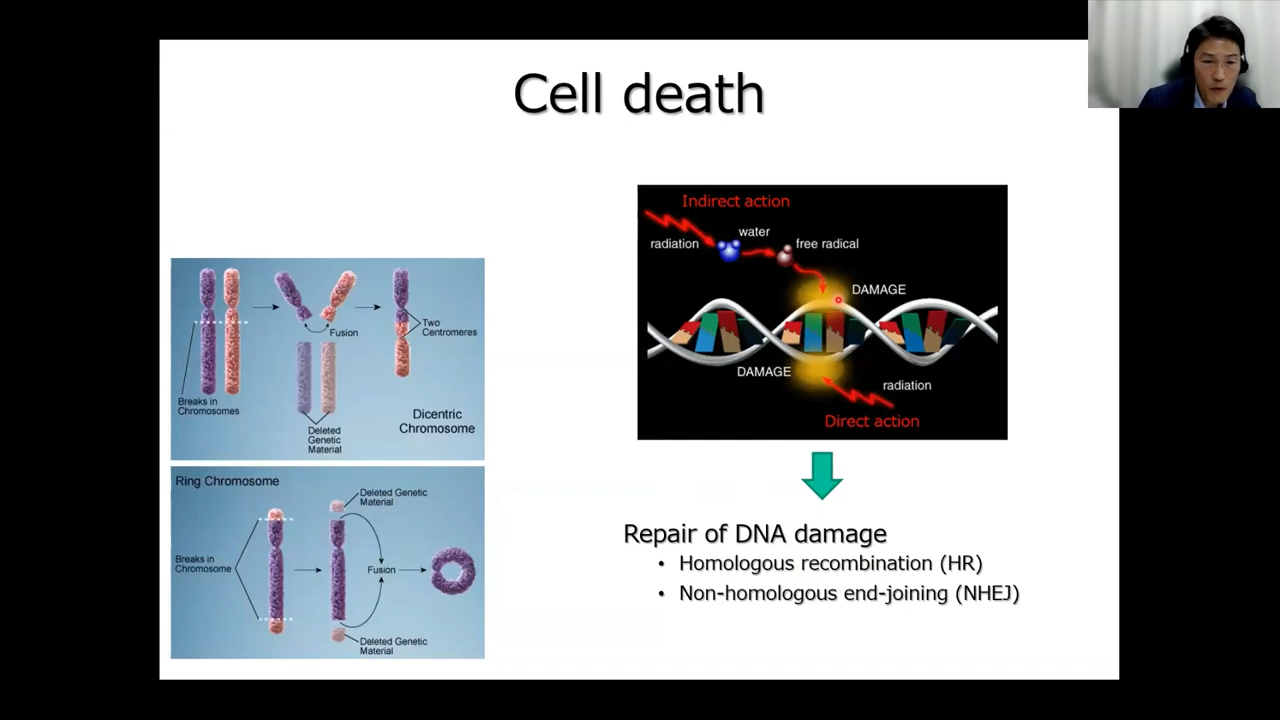 Cell death
Fusion
Two
Centromeres
Breaks in
Chromosomes
Deleted
Genetic
Material
Dicentric
Chromosome
Ring Chromosome
Deleted Genetic
Material
Breaks in
Chromosome
Fusion
Deleted Genetic
Material
Indirect action
radiation
water
free radical
DAMAGE
DAMAGE
radiation
Direct action
Repair of DNA damage
• Homologous recombination (HR)
• Non-homologous end-joining (NHEJ)